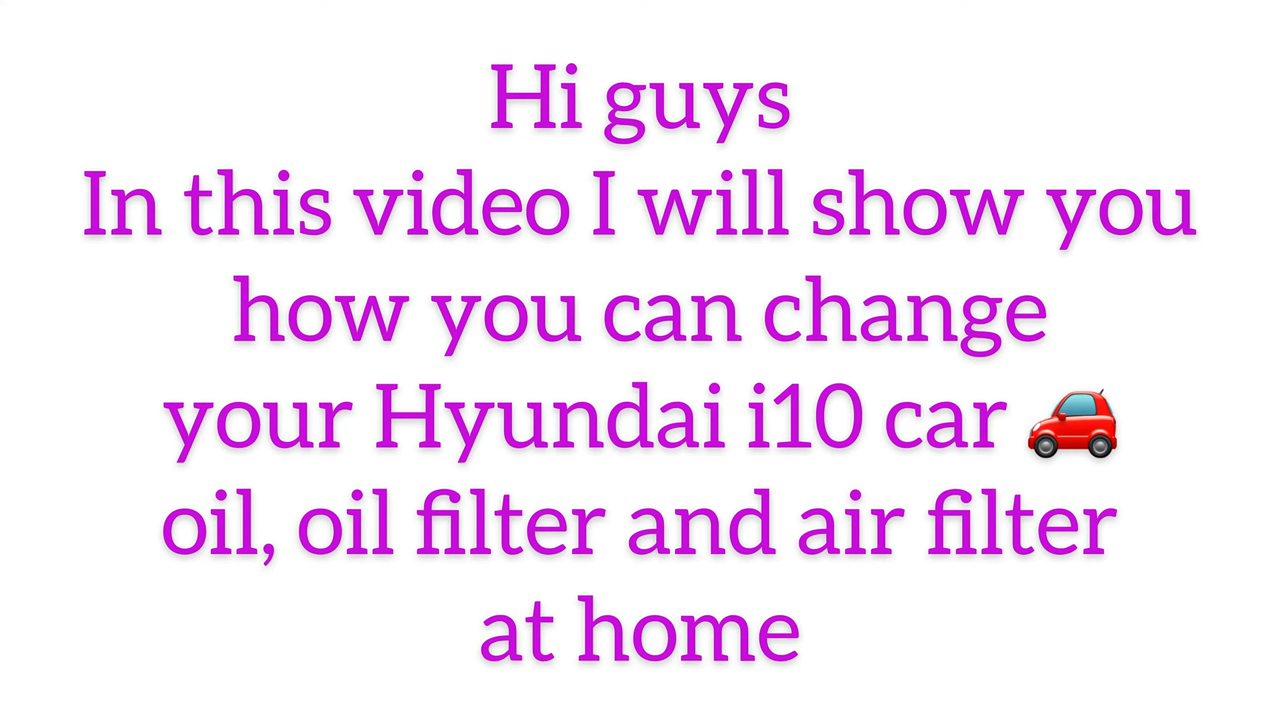 Hi guys
In this video I will show you
how you can change
your Hyundai i10 car 🚗
oil, oil filter and air filter
at home